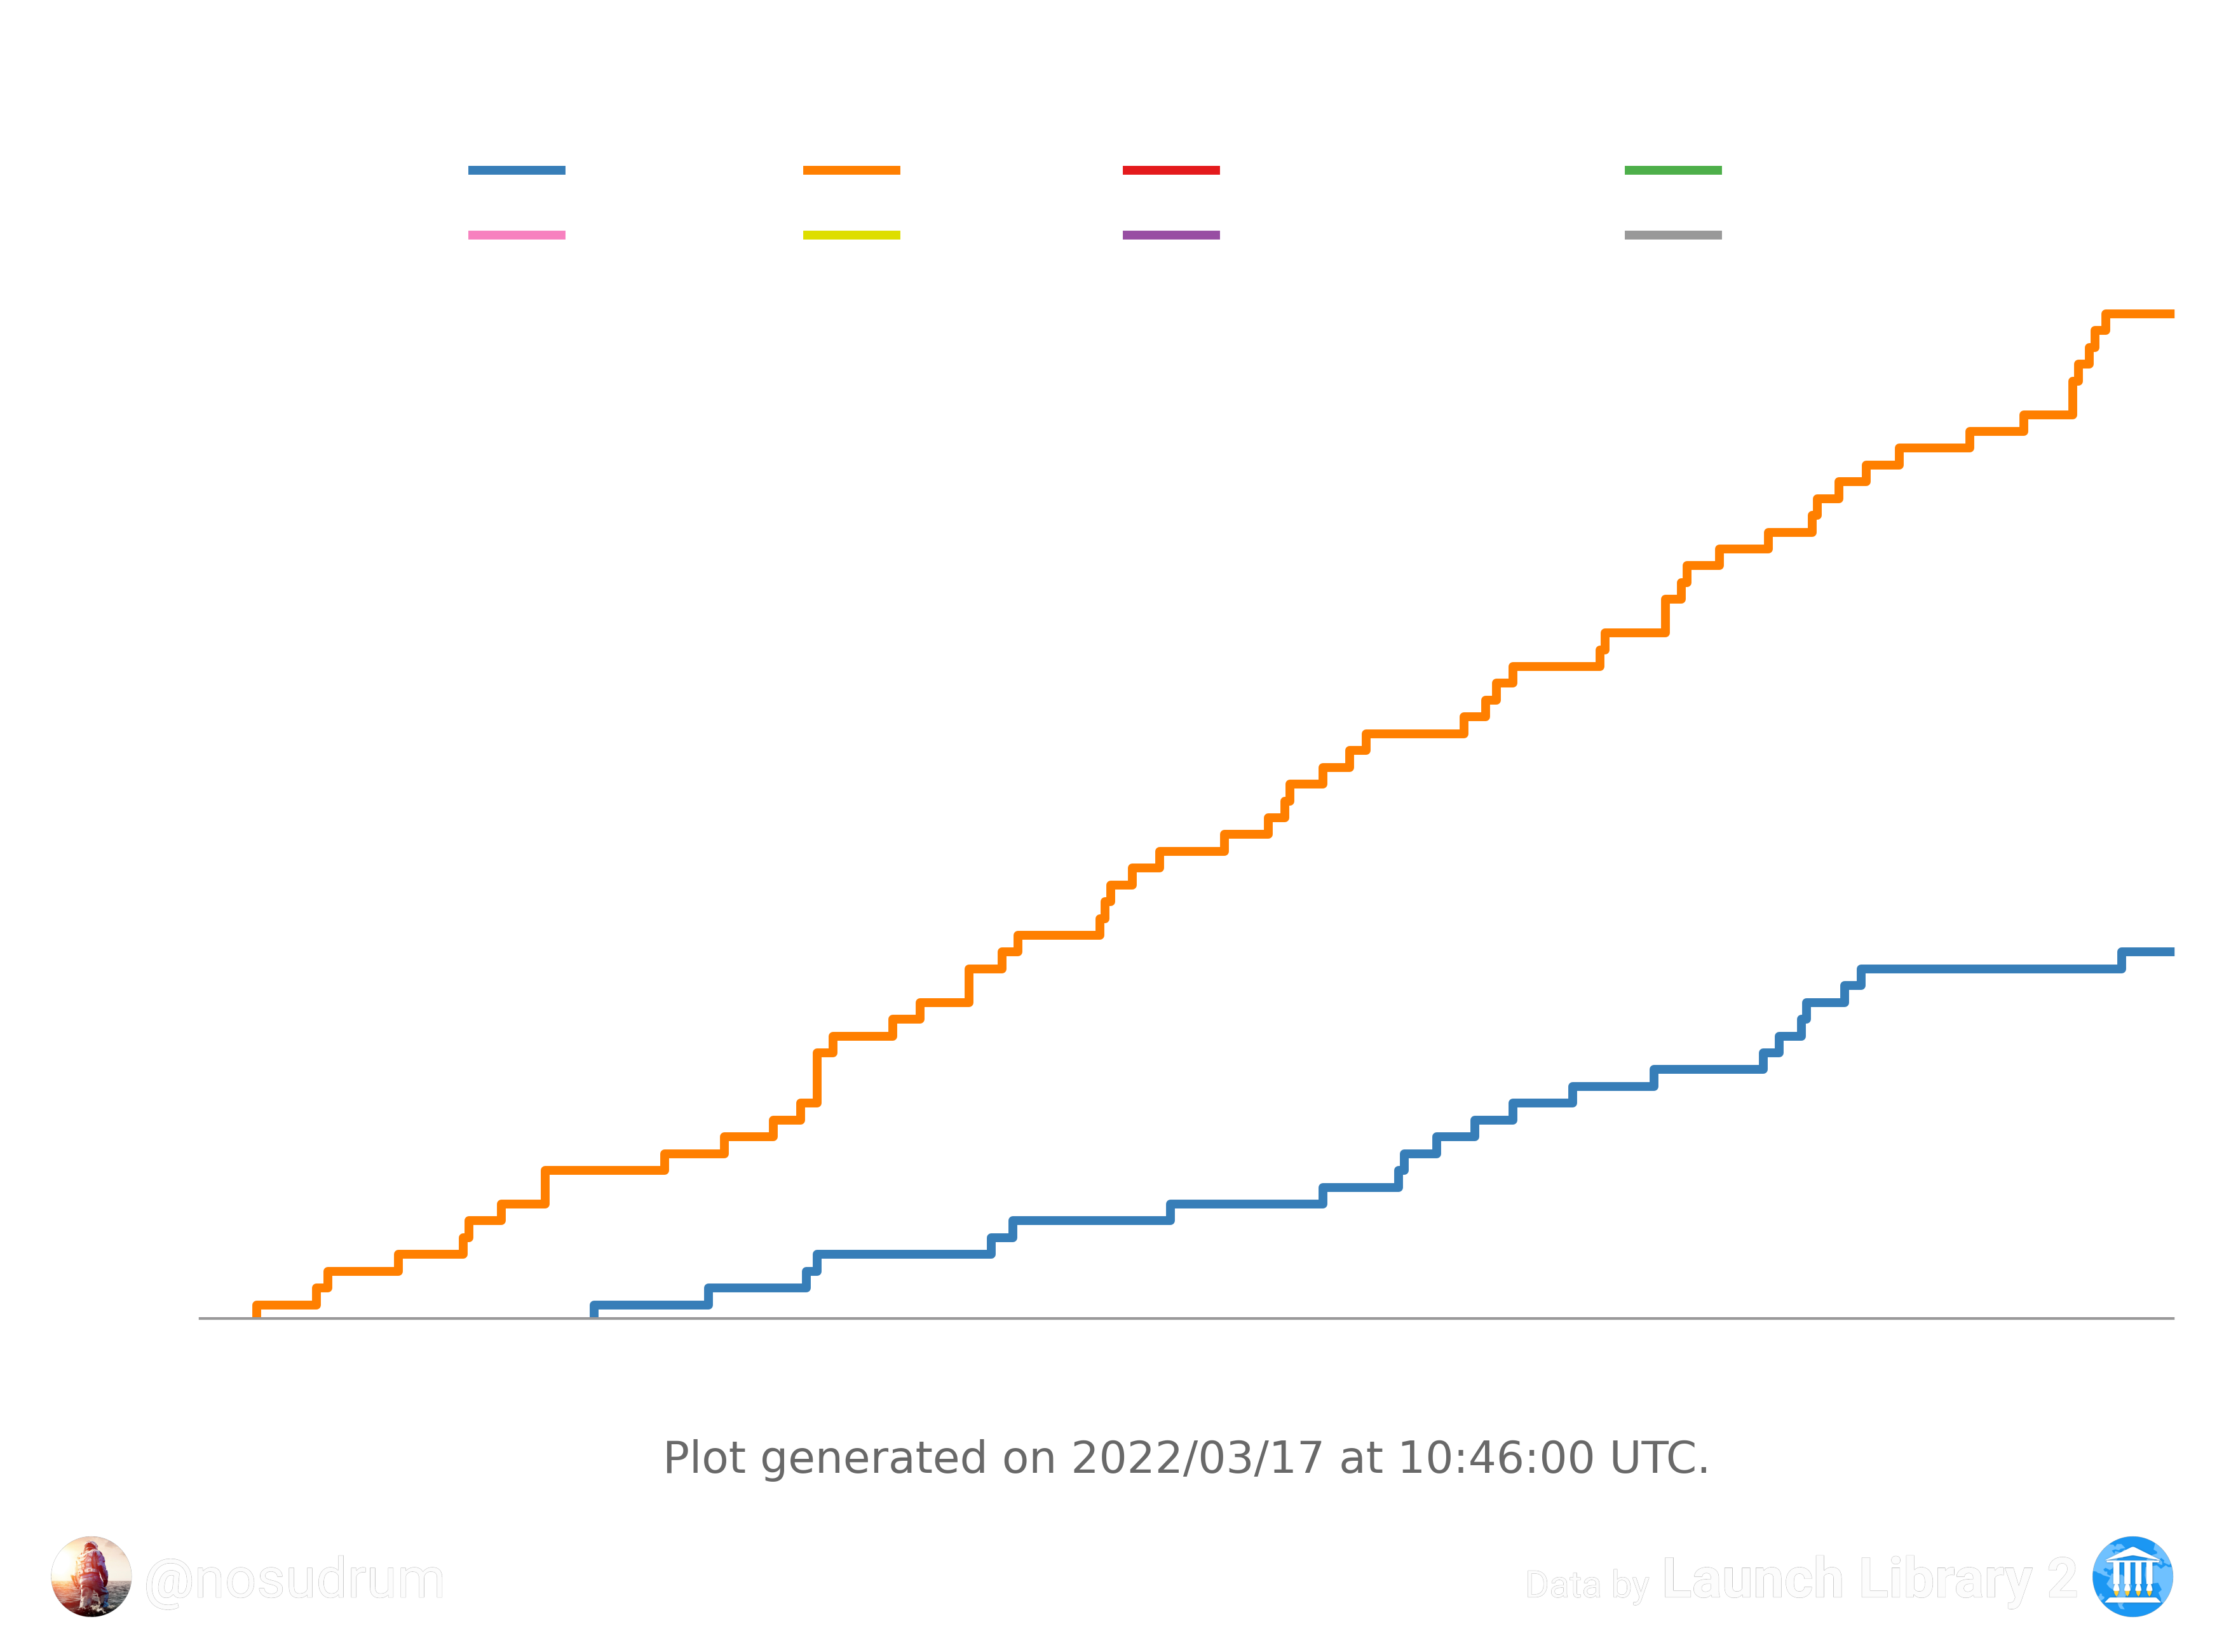 Plot generated on 2022/03/17 at 10:46:00 UTC.
@nosudrum
Data by Launch Library 2